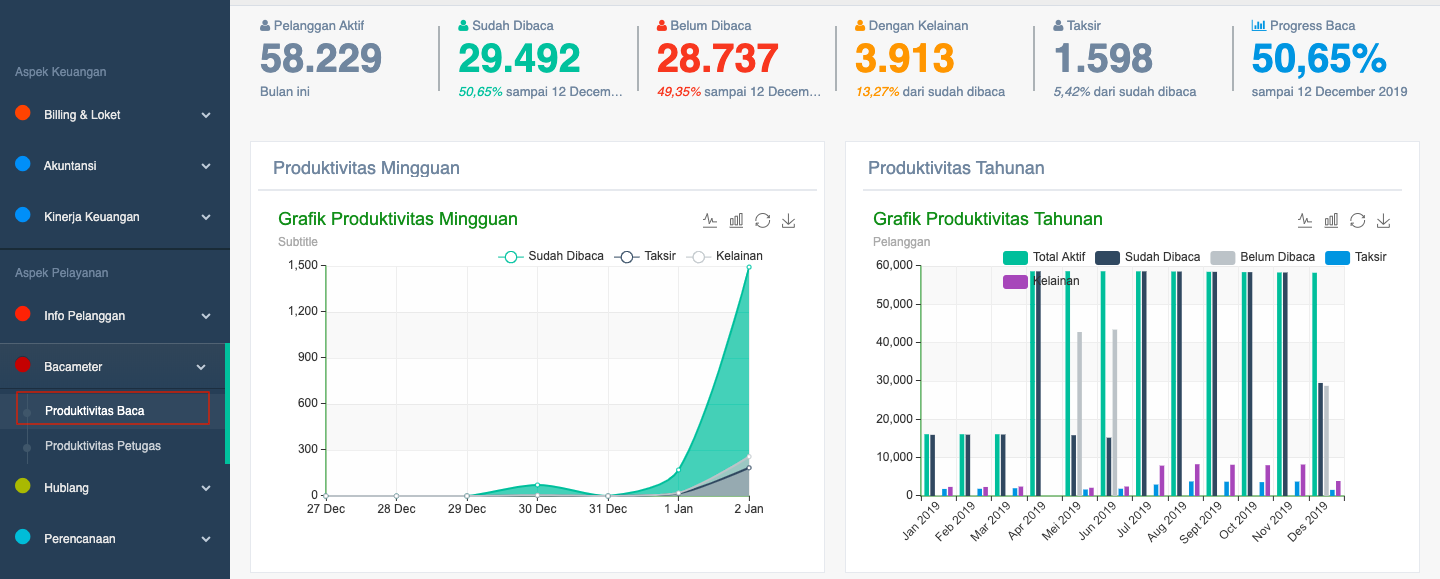 Aspek Keuangan
Billing & Loket
Akuntansi
Kinerja Keuangan
Aspek Pelayanan
Info Pelanggan
Bacameter
Produktivitas Baca
Produktivitas Petugas
Hublang
Perencanaan
Pelanggan Aktif
58.229
Bulan ini
Sudah Dibaca
29.492
50,65% sampai 12 Decem...
Belum Dibaca
28.737
49,35% sampai 12 Decem...
Dengan Kelainan
3.913
13,27% dari sudah dibaca
Taksir
1.598
5,42% dari sudah dibaca
Progress Baca
50,65%
sampai 12 December 2019
Produktivitas Mingguan
Grafik Produktivitas Mingguan
Subtitle
Sudah Dibaca Taksir Kelainan
1,500
1,200
900
600
300
0
27 Dec 28 Dec 29 Dec 30 Dec 31 Dec 1 Jan 2 Jan
Produktivitas Tahunan
Grafik Produktivitas Tahunan
Pelanggan
Total Aktif Sudah Dibaca Belum Dibaca Taksir
Kelainan
60,000
50,000
40,000
30,000
20,000
10,000
0
Jan 2019 Feb 2019 Mar 2019 Apr 2019 Mei 2019 Jun 2019 Jul 2019 Aug 2019 Sept 2019 Oct 2019 Nov 2019 Des 2019